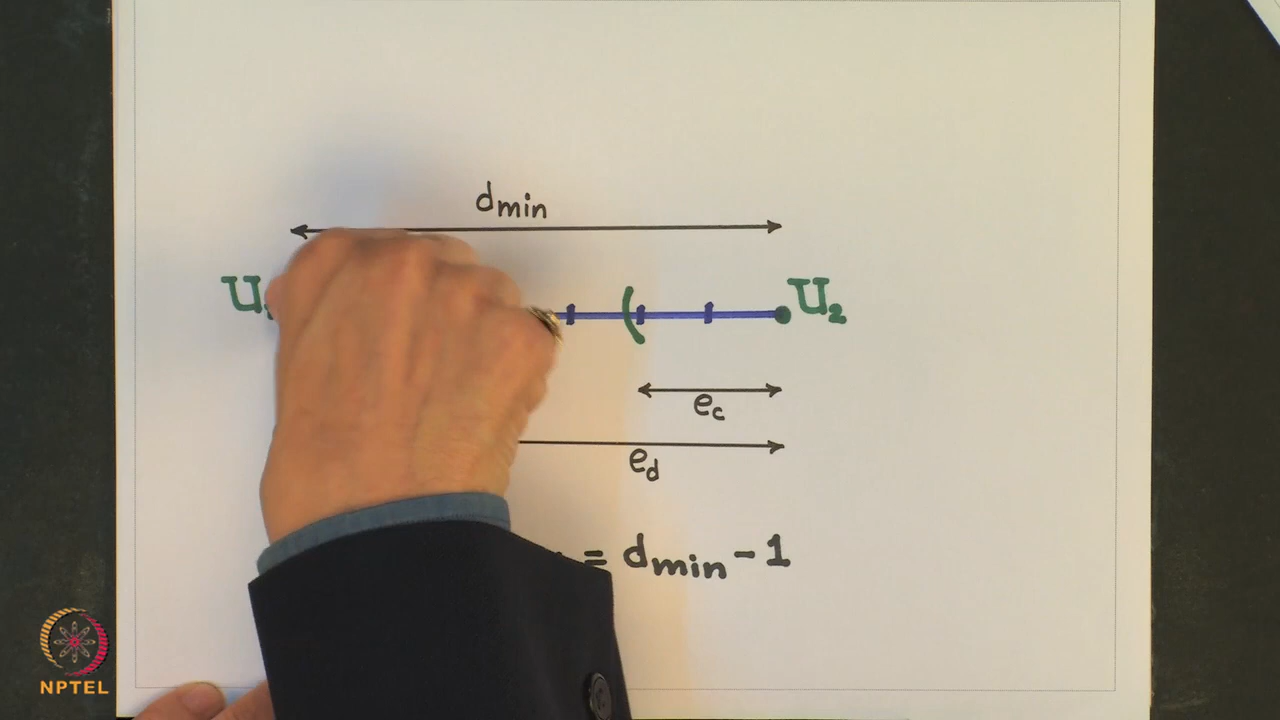 dmin
U U₂
ec
ed
= dmin - 1
NPTEL